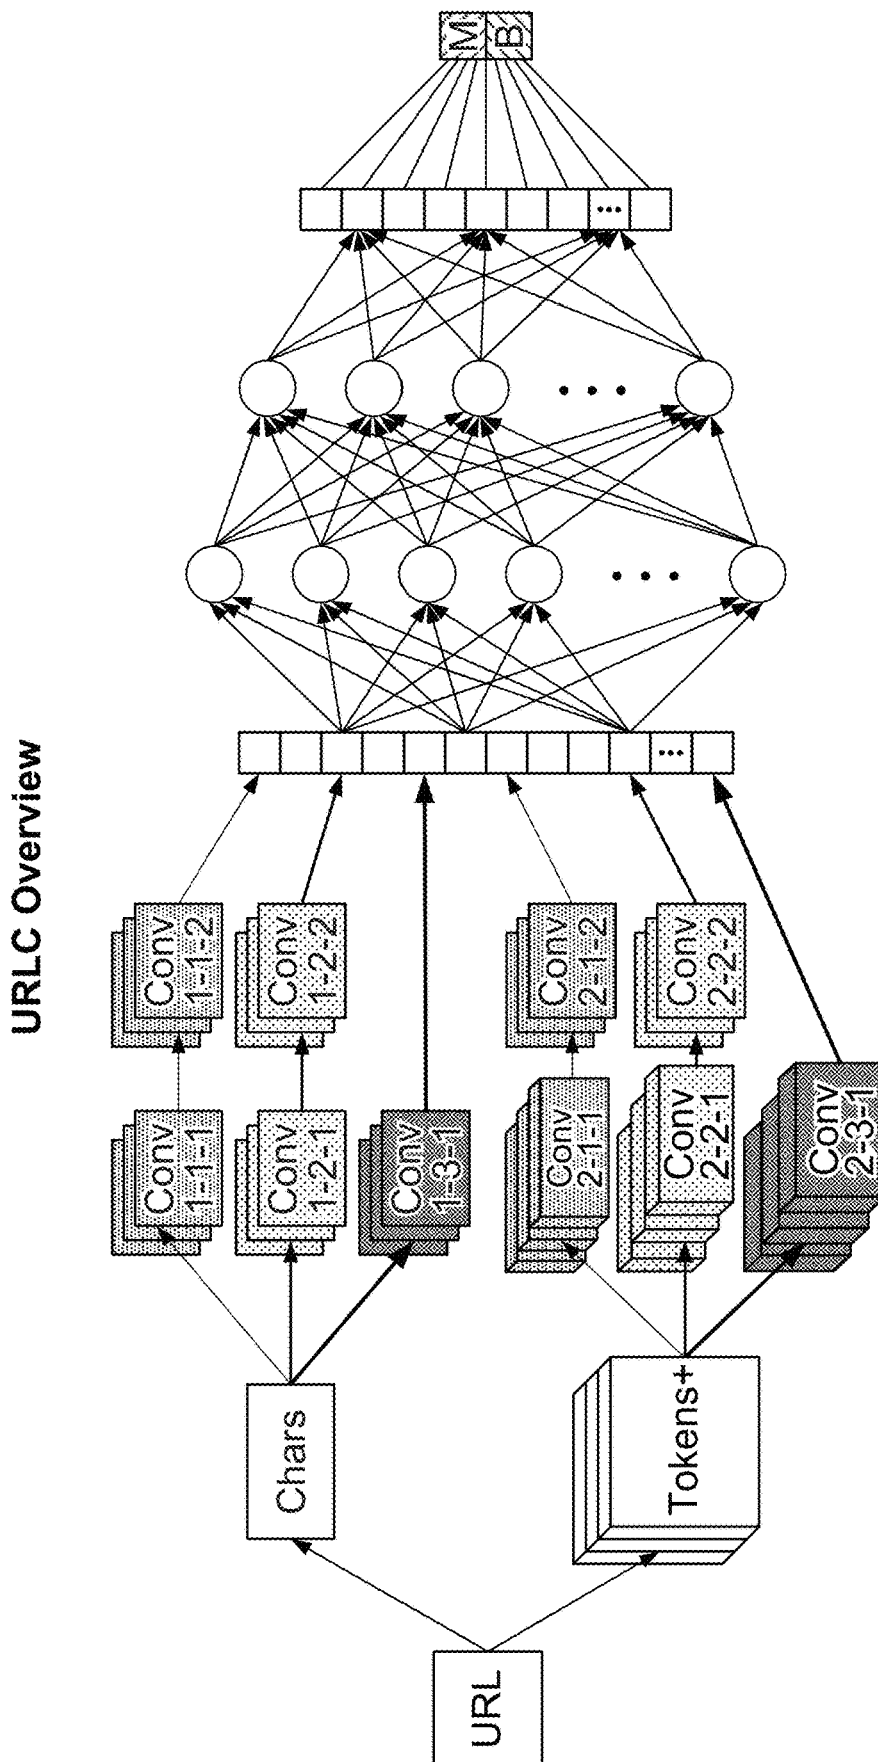 URLC Overview
URL
Chars
Tokens+
Conv
1-1-1
Conv
1-1-2
Conv
1-2-1
Conv
1-2-2
Conv
1-3-1
Conv
2-1-1
Conv
2-1-2
Conv
2-2-1
Conv
2-2-2
Conv
2-3-1
...
...
...
...
M
B